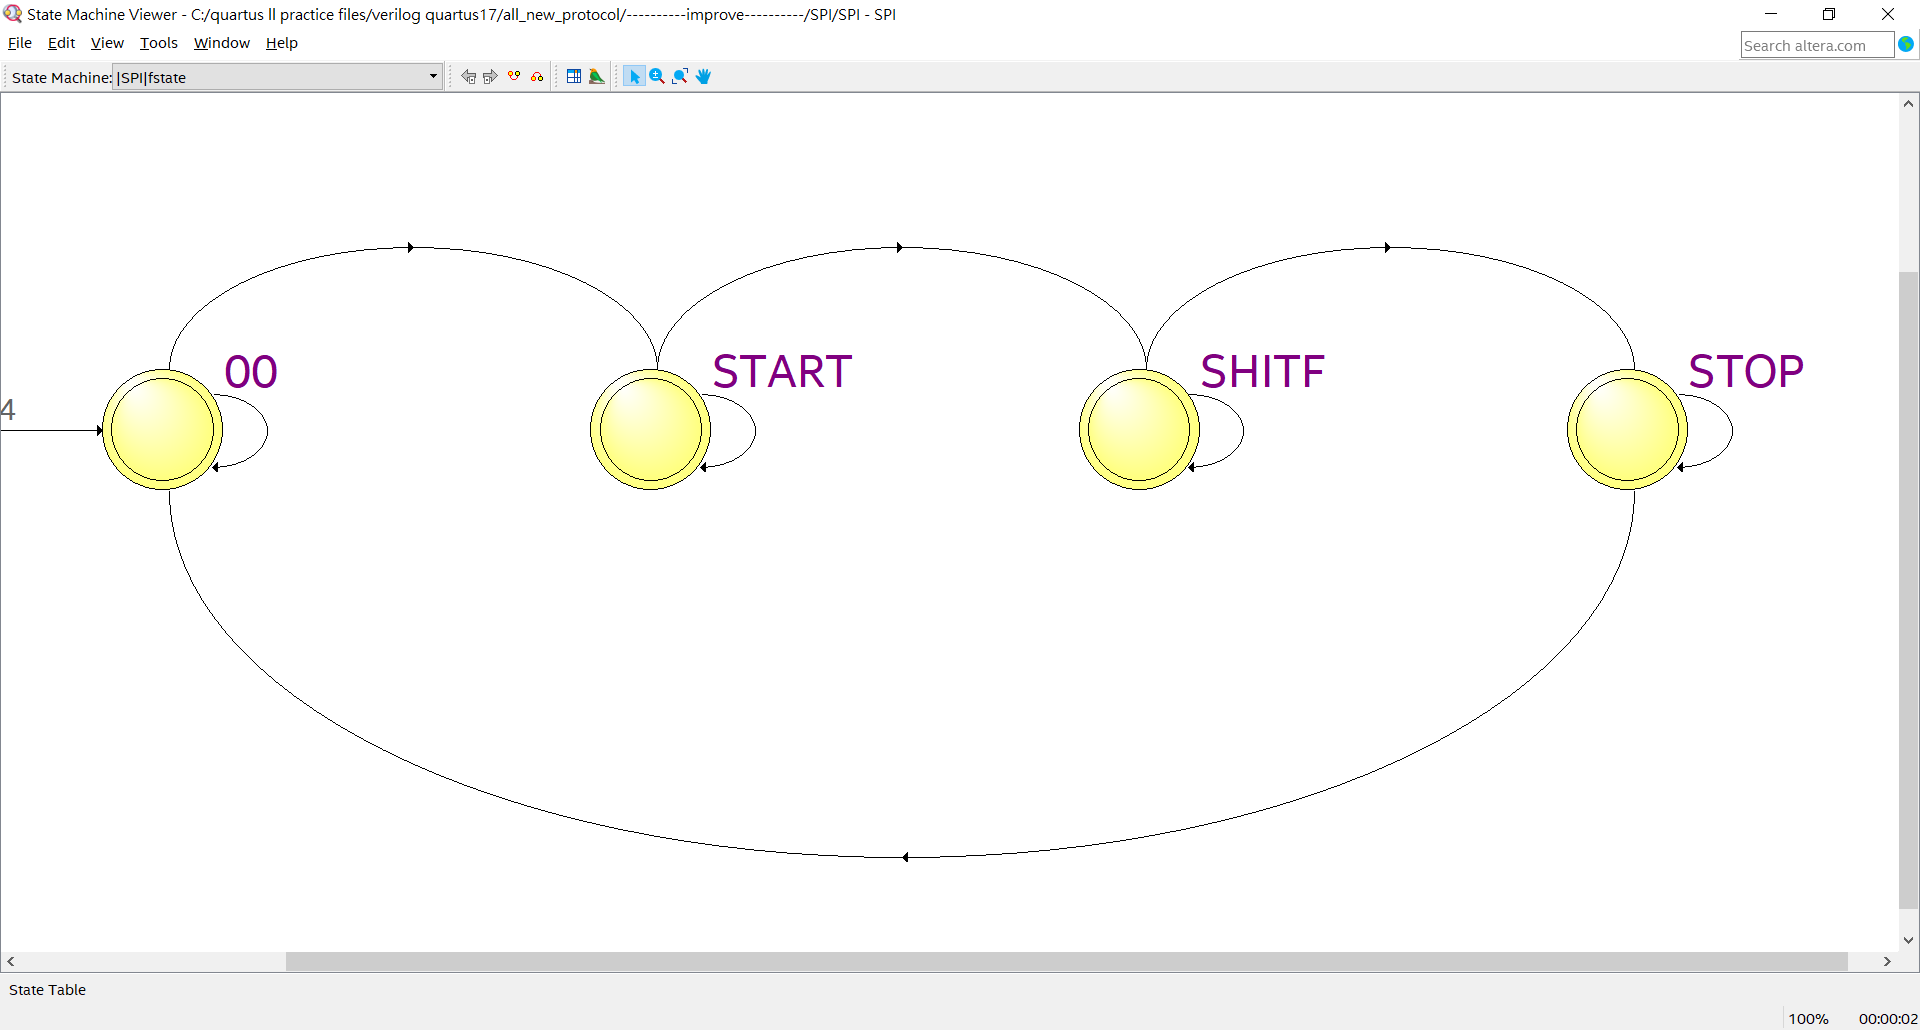 State Machine Viewer - C:/quartus ll practice files/verilog quartus17/all_new_protocol/----------improve----------/SPI/SPI - SPI
File Edit View Tools Window Help
Search altera.com
State Machine: |SPI|fstate
00 START SHITF STOP
4
State Table
100% 00:00:02